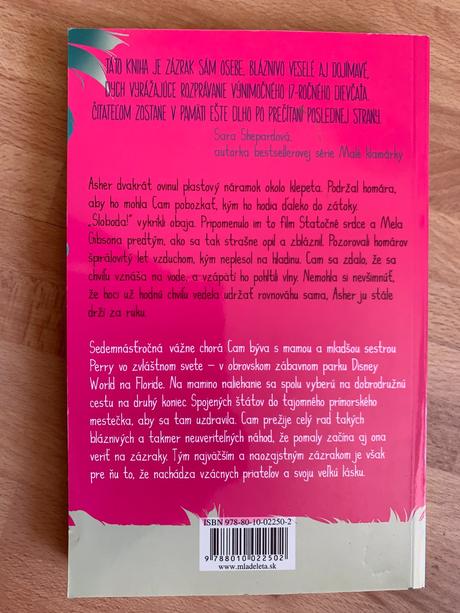 TÁTO KNIHA JE ZÁZRAK SÁM OSEBE. BLÁZNIVO VESELÉ AJ DOJÍMAVÉ,
DYCH VYRÁŽAJÚCE ROZPRÁVANIE VÝNIMOČNÉHO 17-ROČNÉHO DIEVČAŤA.
ČITATEĽOM ZOSTANE V PAMÄTI EŠTE DLHO PO PREČÍTANÍ POSLEDNEJ STRANY.
Sara Shepardová,
autorka bestsellerovej série Malé klamárky
Asher dvakrát ovinul plastový náramok okolo klepeta. Podržal homára,
aby ho mohla Cam pobozkať, kým ho hodia ďaleko do zátoky.
„Sloboda!" vykríkli obaja. Pripomenulo im to film Statočné srdce a Mela
Gibsona predtým, ako sa tak strašne opil a zbláznil. Pozorovali homárov
špirálovitý let vzduchom, kým neplesol na hladinu. Cam sa zdalo, že sa
chvíľu vznáša na vode, a vzápätí ho pohltili vlny. Nemohla si nevšimnúť,
že hoci už hodnú chvíľu vedela udržať rovnováhu sama, Asher ju stále
drží za ruku.
Sedemnásťročná vážne chorá Cam býva s mamou a mladšou sestrou
Perry vo zvláštnom svete – v obrovskom zábavnom parku Disney
World na Floride. Na mamino naliehanie sa spolu vyberú na dobrodružnú
cestu na druhý koniec Spojených štátov do tajomného prímorského
mestečka, aby sa tam uzdravila. Cam prežije celý rad takých
bláznivých a takmer neuveriteľných náhod, že pomaly začína aj ona
veriť na zázraky. Tým najväčším a naozajstným zázrakom je však
pre ňu to, že nachádza vzácnych priateľov a svoju veľkú lásku.
ISBN 978-80-10-02250-2
9 788010 022502
www.mladeleta.sk